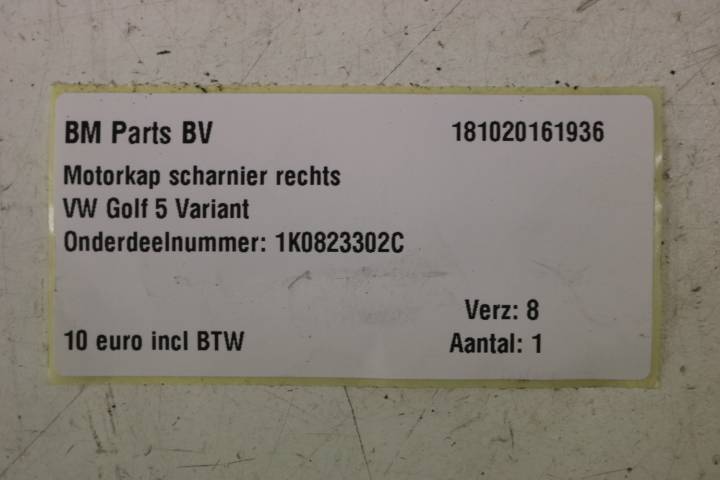 BM Parts BV 181020161936
Motorkap scharnier rechts
VW Golf 5 Variant
Onderdeelnummer: 1K0823302C
Verz: 8
10 euro incl BTW Aantal: 1